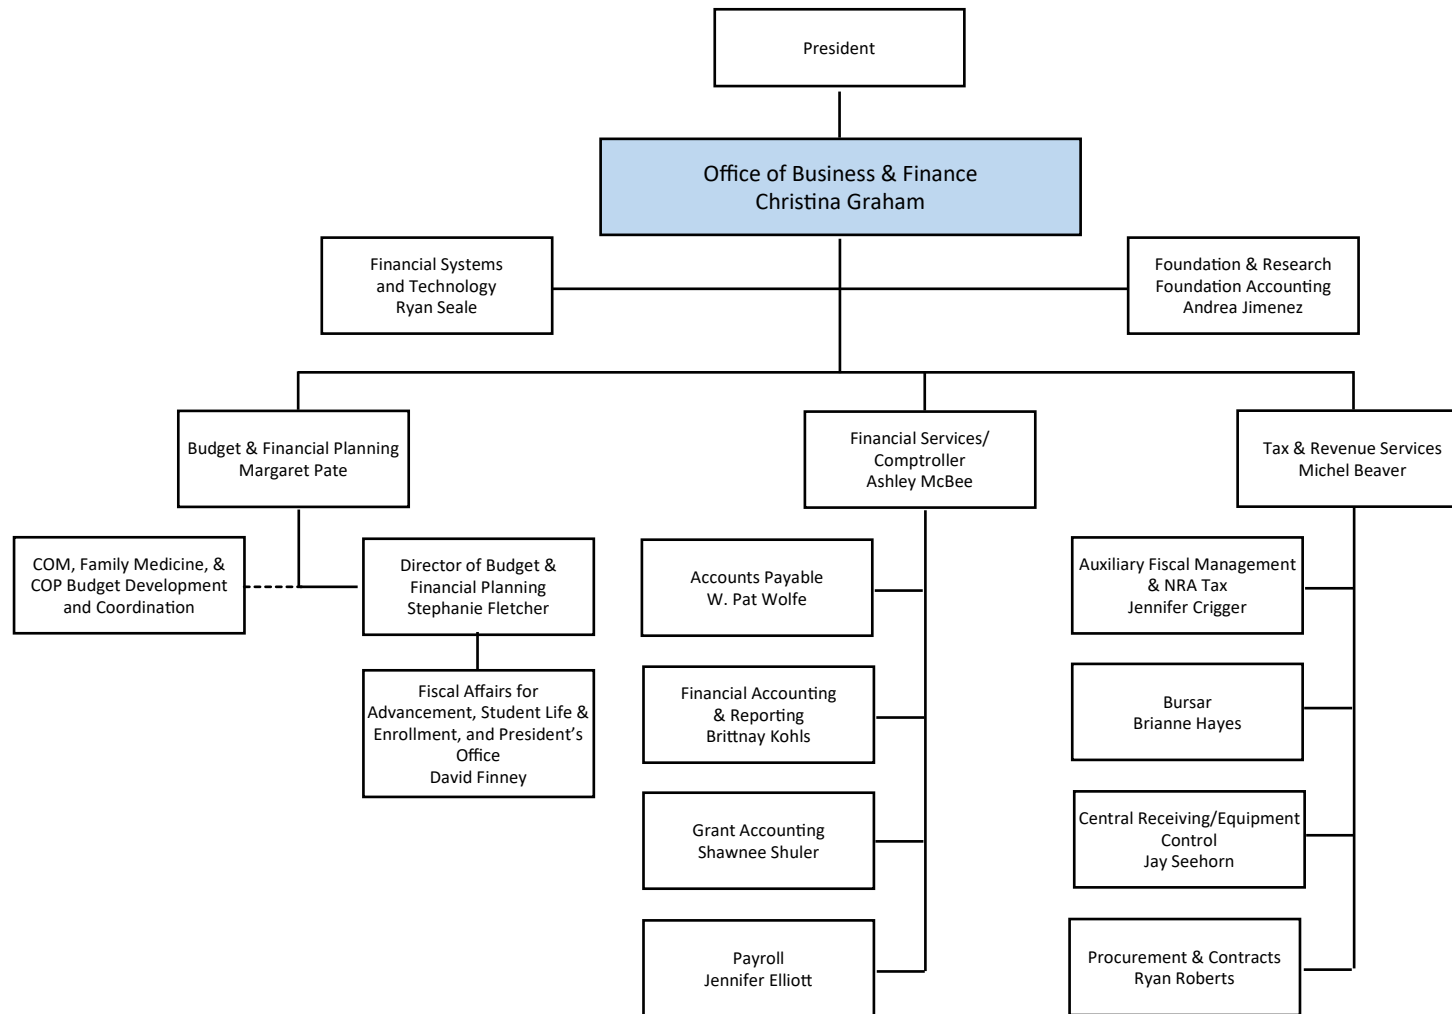 President
Office of Business & Finance
Christina Graham
Financial Systems
and Technology
Ryan Seale
Foundation & Research
Foundation Accounting
Andrea Jimenez
Budget & Financial Planning
Margaret Pate
Financial Services/
Comptroller
Ashley McBee
Tax & Revenue Services
Michel Beaver
COM, Family Medicine, &
COP Budget Development
and Coordination
Director of Budget &
Financial Planning
Stephanie Fletcher
Fiscal Affairs for
Advancement, Student Life &
Enrollment, and President’s
Office
David Finney
Accounts Payable
W. Pat Wolfe
Financial Accounting
& Reporting
Brittnay Kohls
Grant Accounting
Shawnee Shuler
Payroll
Jennifer Elliott
Auxiliary Fiscal Management
& NRA Tax
Jennifer Crigger
Bursar
Brianne Hayes
Central Receiving/Equipment
Control
Jay Seehorn
Procurement & Contracts
Ryan Roberts